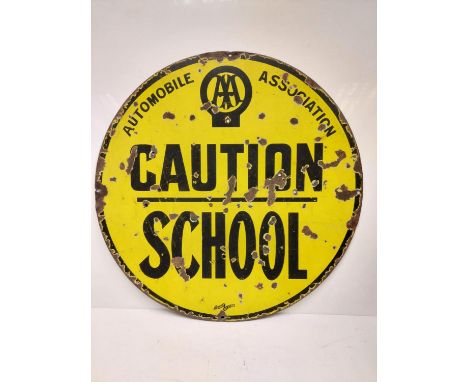 AUTOMOBILE ASSOCIATION
AA
CAUTION
SCHOOL